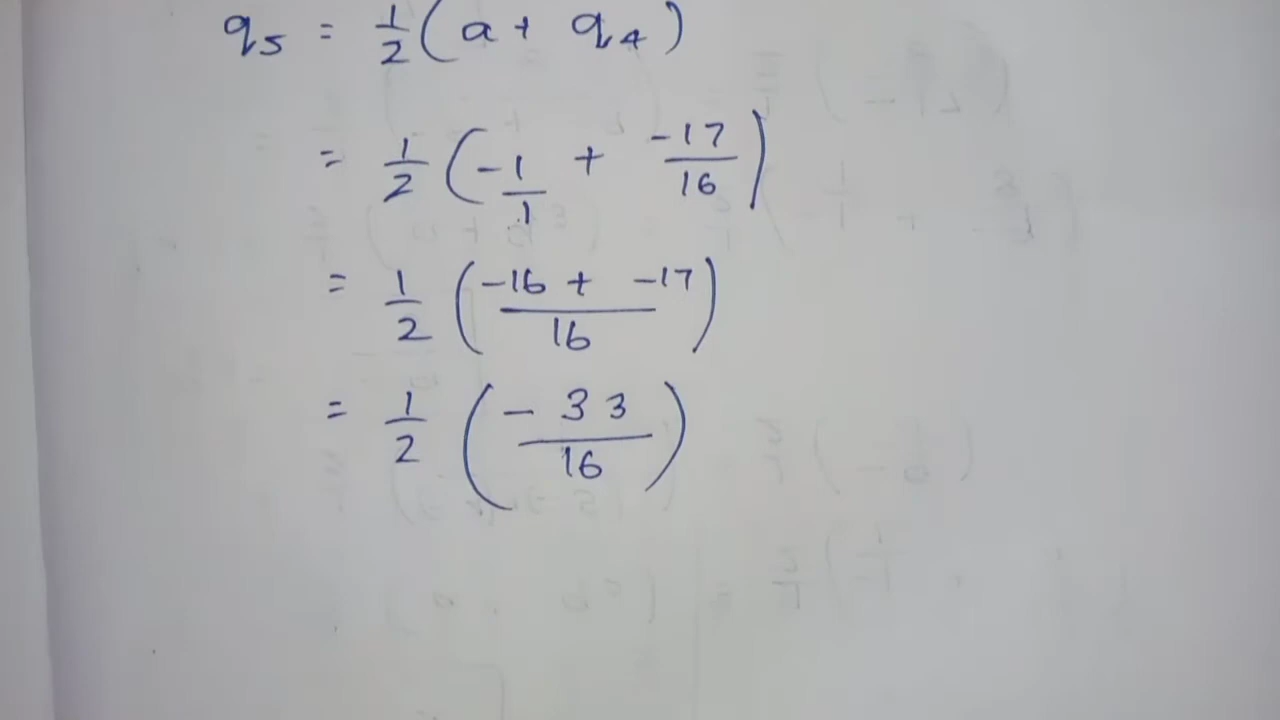 q₅ = 1/2 ( a + q₄ )
= 1/2 ( -1/1 + -17/16 )
= 1/2 ( -16 + -17 / 16 )
= 1/2 ( - 33 / 16 )